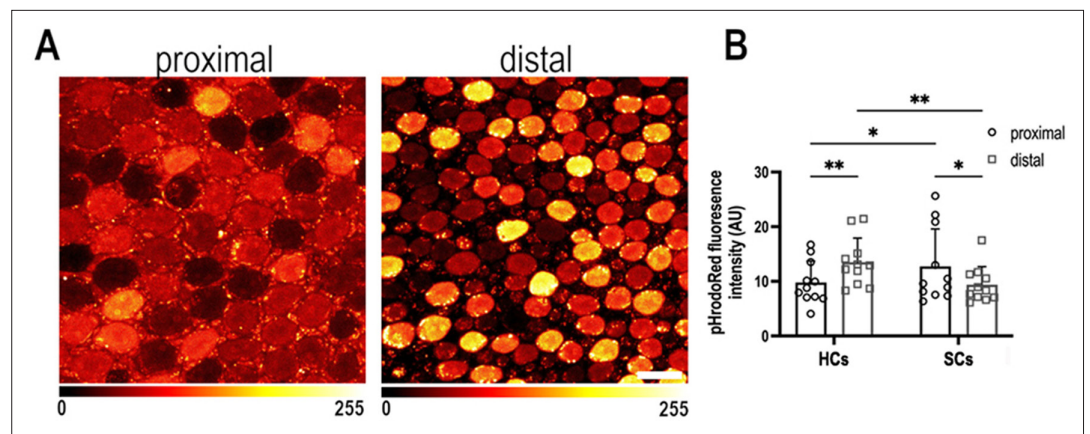 A
proximal
distal
0
255
0
255
B
**
*
**
*
proximal
distal
pHrodoRed fluoresence
intensity (AU)
30
20
10
0
HCs
SCs